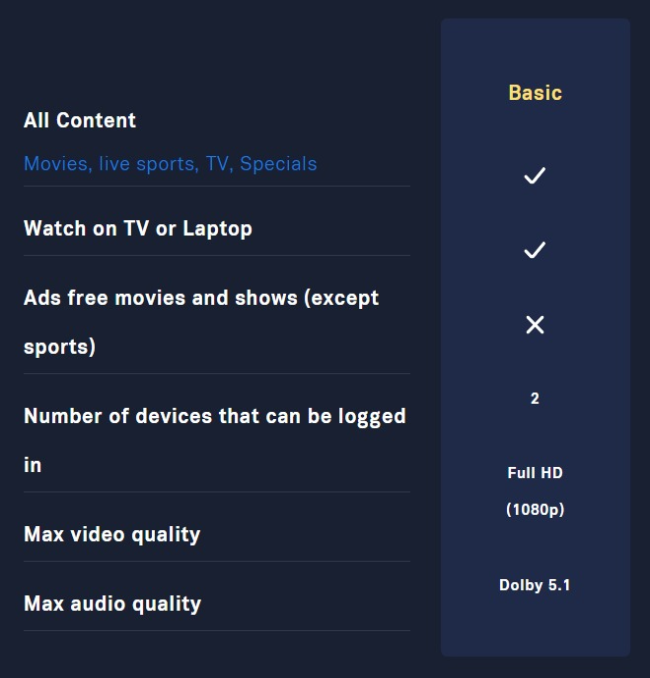 Basic
All Content
Movies, live sports, TV, Specials
Watch on TV or Laptop
Ads free movies and shows (except
sports)
2
Number of devices that can be logged
in
Full HD
(1080p)
Max video quality
Dolby 5.1
Max audio quality